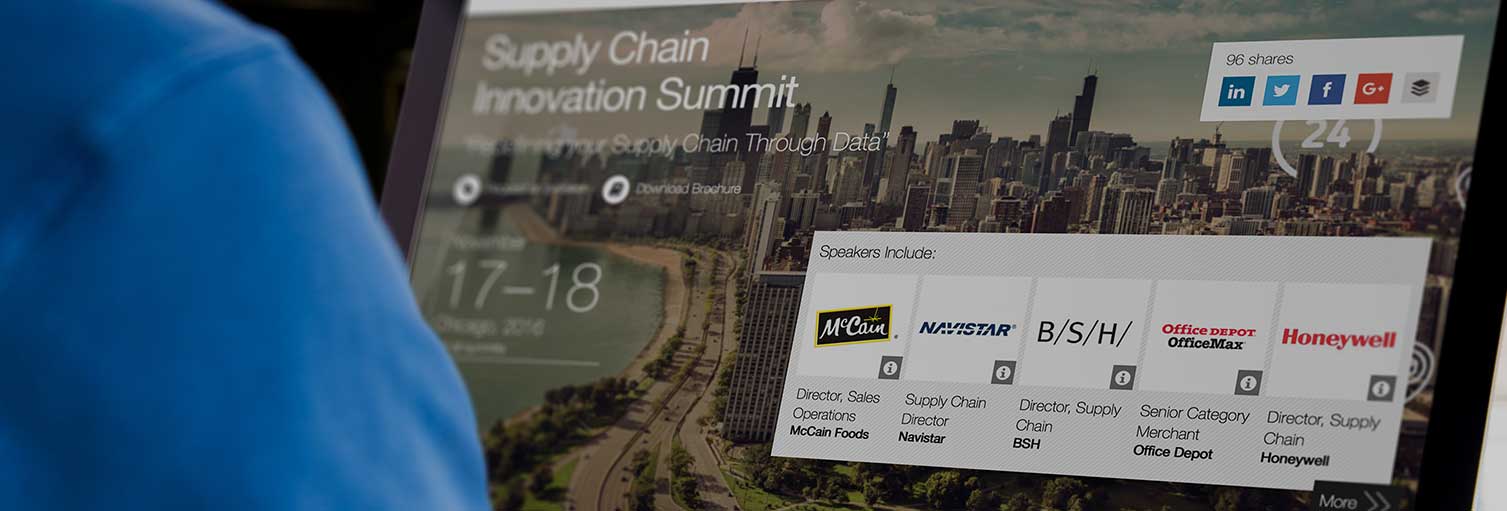 Supply Chain
Innovation Summit
your Supply Chain Through Data”
Download Brochure
November
17–18
Chicago, 2016
96 shares
in
f
G+
24
Speakers Include:
McCain®
NAVISTAR®
B/S/H/
Office DEPOT
OfficeMax®
Honeywell
i
i
i
i
i
Director, Sales
Operations
McCain Foods
Supply Chain
Director
Navistar
Director, Supply
Chain
BSH
Senior Category
Merchant
Office Depot
Director, Supply
Chain
Honeywell
More